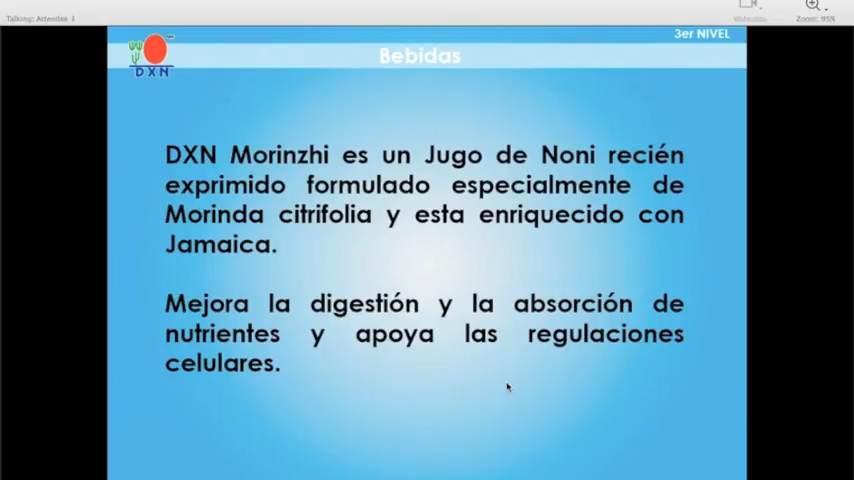 Talking: Attendee 3
Zoom: 95%
3er NIVEL
DXN
Bebidas
DXN Morinzhi es un Jugo de Noni recién
exprimido formulado especialmente de
Morinda citrifolia y esta enriquecido con
Jamaica.
Mejora la digestión y la absorción de
nutrientes y apoya las regulaciones
celulares.